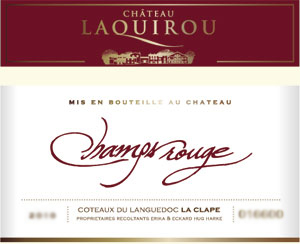 CHÂTEAU
LAQUIROU
MIS EN BOUTEILLE AU CHATEAU
Champs rouge
COTEAUX DU LANGUEDOC LA CLAPE
PROPRIETAIRES RECOLTANTS ERIKA & ECKARD HUG HARKE